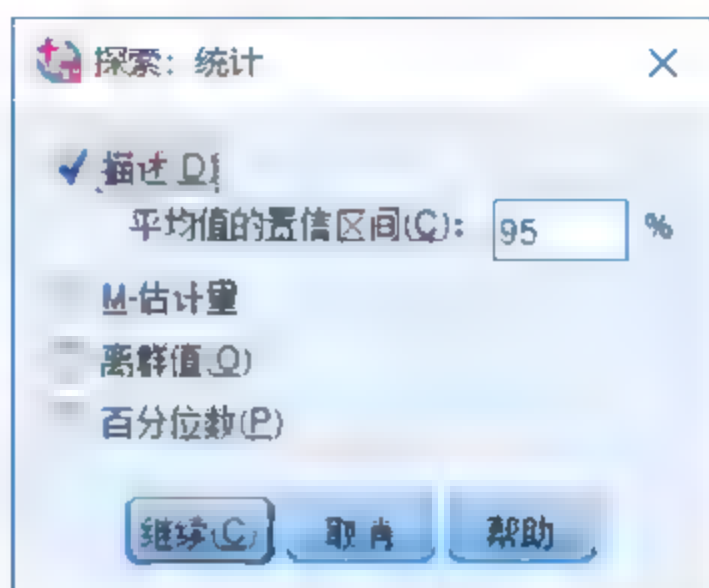 探索：统计
描述(D)
平均值的置信区间(C)： 95 %
M-估计量
离群值(O)
百分位数(P)
继续(C) 取消 帮助